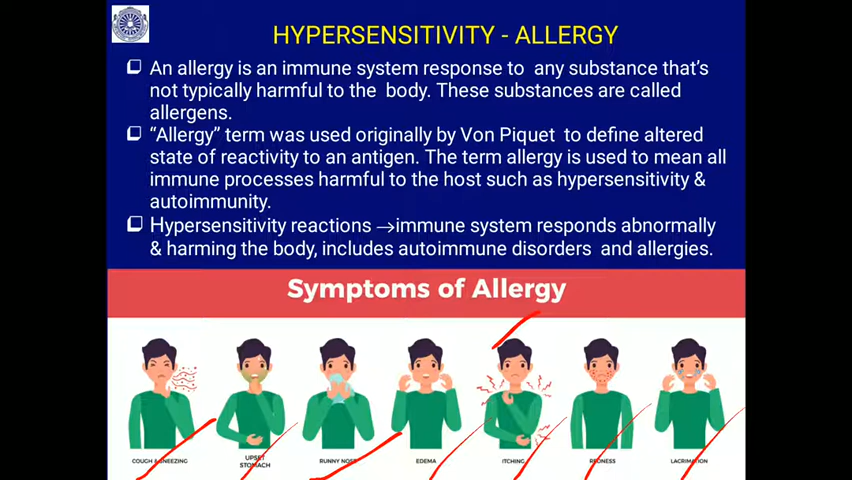 HYPERSENSITIVITY - ALLERGY
An allergy is an immune system response to any substance that's
not typically harmful to the body. These substances are called
allergens.
“Allergy” term was used originally by Von Piquet to define altered
state of reactivity to an antigen. The term allergy is used to mean all
immune processes harmful to the host such as hypersensitivity &
autoimmunity.
Hypersensitivity reactions →immune system responds abnormally
& harming the body, includes autoimmune disorders and allergies.
Symptoms of Allergy
COUGH & SNEEZING
UPSET
STOMACH
RUNNY NOSE
EDEMA
ITCHING
REDNESS
LACRIMATION